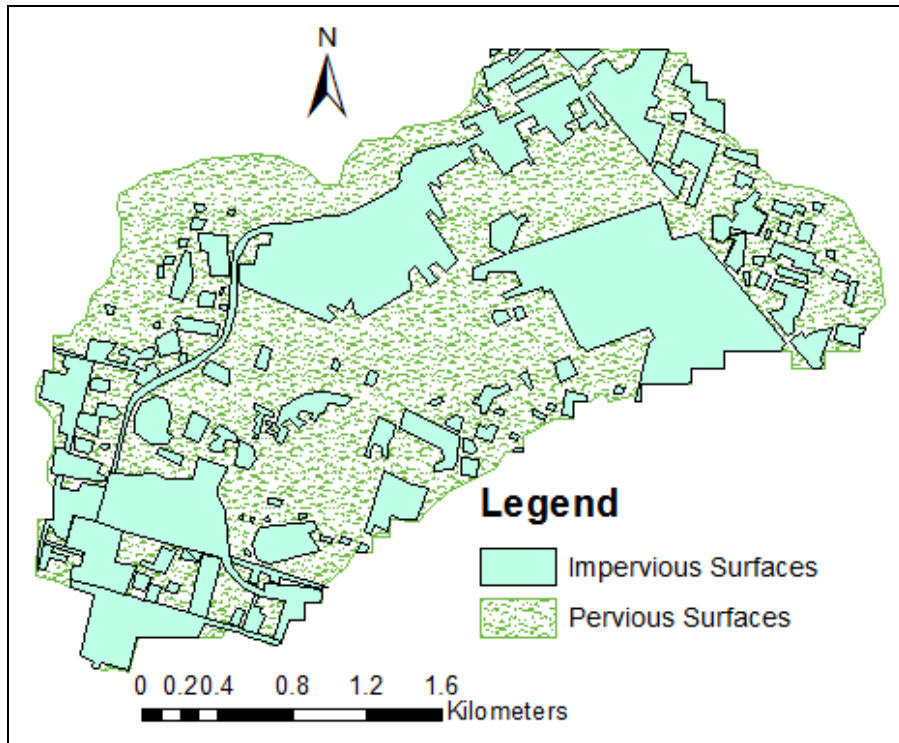 N
Legend
Impervious Surfaces
Pervious Surfaces
0 0.20.4 0.8 1.2 1.6
Kilometers